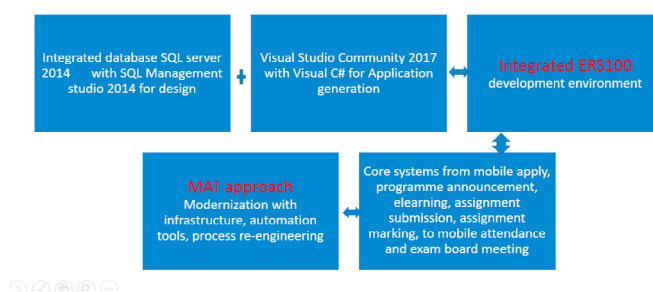 Integrated database SQL server
2014 with SQL Management
studio 2014 for design
Visual Studio Community 2017
with Visual C# for Application
generation
Integrated ERS100
development environment
MAT approach
Modernization with
infrastructure, automation
tools, process re-engineering
Core systems from mobile apply,
programme announcement,
elearning, assignment
submission, assignment
marking, to mobile attendance
and exam board meeting